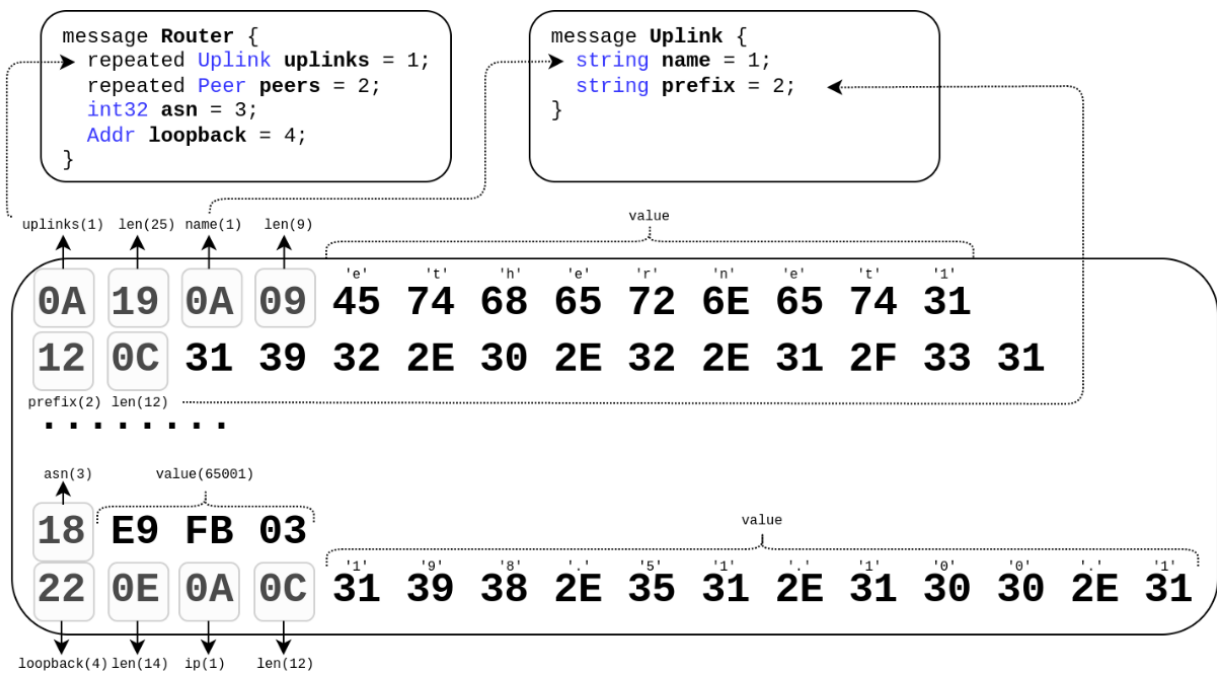 message Router {
repeated Uplink uplinks = 1;
repeated Peer peers = 2;
int32 asn = 3;
Addr loopback = 4;
}
message Uplink {
string name = 1;
string prefix = 2;
}
uplinks(1) len(25) name(1) len(9) value
'e' 't' 'h' 'e' 'r' 'n' 'e' 't' '1'
0A 19 0A 09 45 74 68 65 72 6E 65 74 31
12 0C 31 39 32 2E 30 2E 32 2E 31 2F 33 31
prefix(2) len(12)
........
asn(3) value(65001)
18 E9 FB 03
value
'1' '9' '8' '.' '5' '1' '.' '1' '0' '0' '.' '1'
22 0E 0A 0C 31 39 38 2E 35 31 2E 31 30 30 2E 31
loopback(4) len(14) ip(1) len(12)